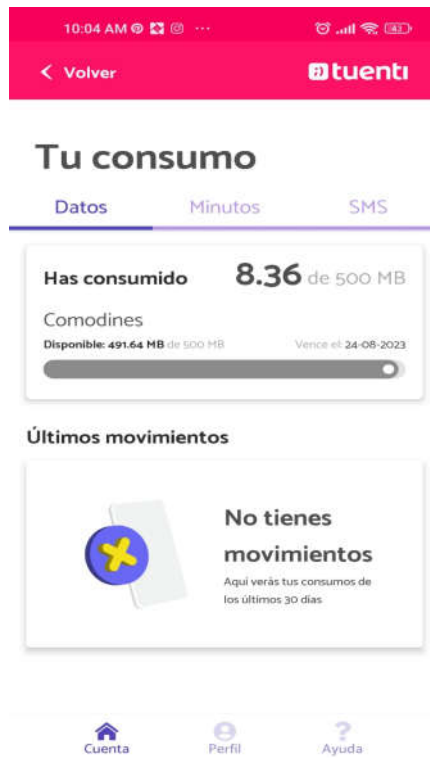 10:04 AM
< Volver
tuenti
Tu consumo
Datos Minutos SMS
Has consumido 8.36 de 500 MB
Comodines
Disponible: 491.64 MB de 500 MB Vence el: 24-08-2023
Últimos movimientos
No tienes
movimientos
Aquí verás tus consumos de
los últimos 30 días
Cuenta Perfil Ayuda